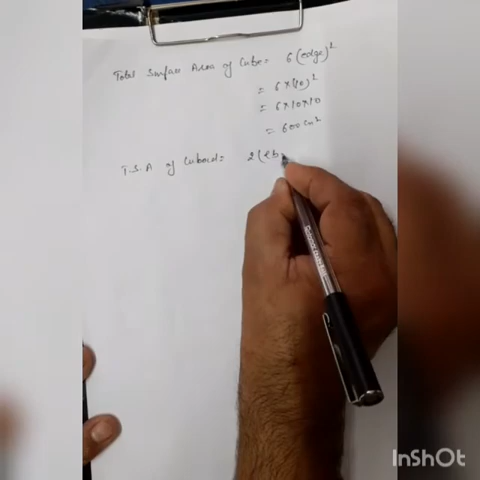 Total Surface Area of Cube = 6 (edge)²
= 6 × (10)²
= 6 × 10 × 10
= 600 cm²
T.S.A of Cuboid = 2 (lb
InShOt